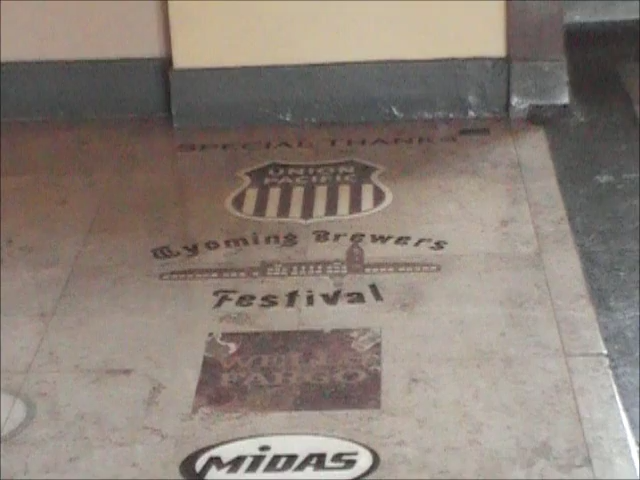 SPECIAL THANKS
UNION
PACIFIC
Wyoming Brewers
Festival
WELLS
FARGO
MIDAS